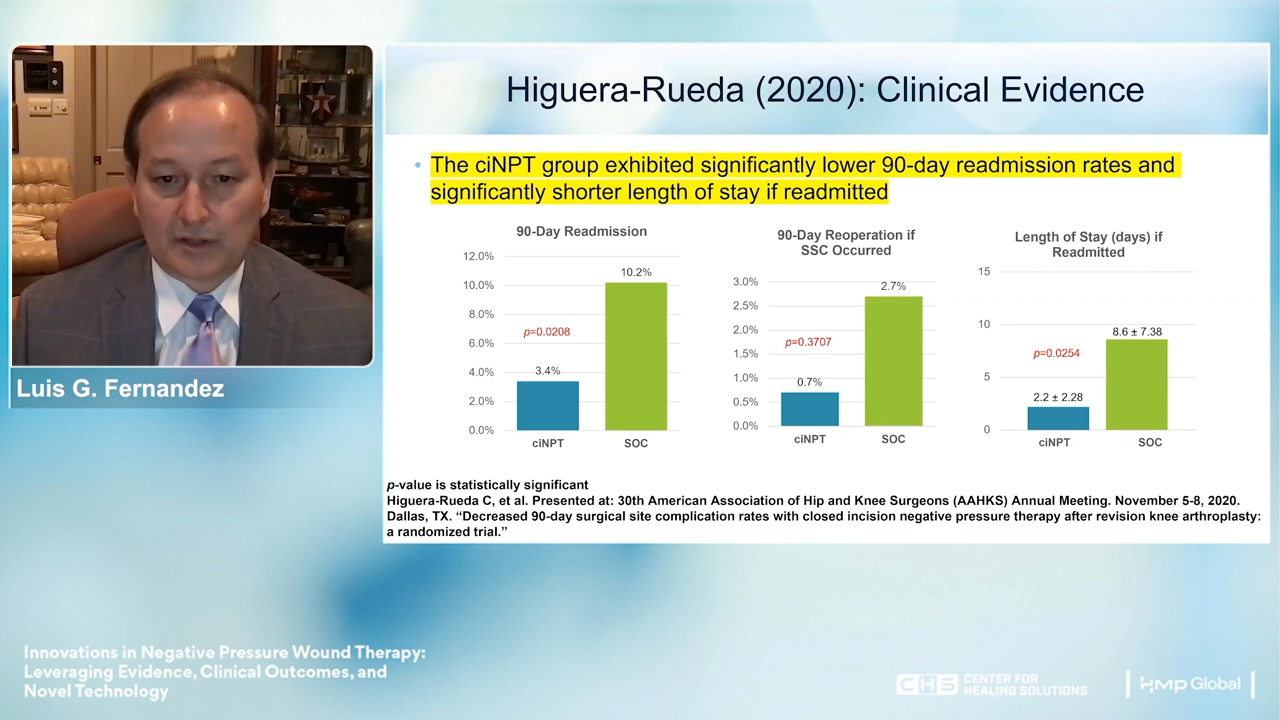 Higuera-Rueda (2020): Clinical Evidence
• The ciNPT group exhibited significantly lower 90-day readmission rates and
significantly shorter length of stay if readmitted
90-Day Readmission
12.0%
10.0%
8.0%
6.0%
4.0%
2.0%
0.0%
10.2%
p=0.0208
3.4%
ciNPT
SOC
90-Day Reoperation if
SSC Occurred
3.0%
2.5%
2.0%
1.5%
1.0%
0.5%
0.0%
2.7%
p=0.3707
0.7%
ciNPT
SOC
Length of Stay (days) if
Readmitted
15
10
5
0
8.6 ± 7.38
p=0.0254
2.2 ± 2.28
ciNPT
SOC
Luis G. Fernandez
p-value is statistically significant
Higuera-Rueda C, et al. Presented at: 30th American Association of Hip and Knee Surgeons (AAHKS) Annual Meeting. November 5-8, 2020.
Dallas, TX. “Decreased 90-day surgical site complication rates with closed incision negative pressure therapy after revision knee arthroplasty:
a randomized trial.”
Innovations in Negative Pressure Wound Therapy:
Leveraging Evidence, Clinical Outcomes, and
Novel Technology
CHS CENTER FOR
HEALING SOLUTIONS
HMP Global